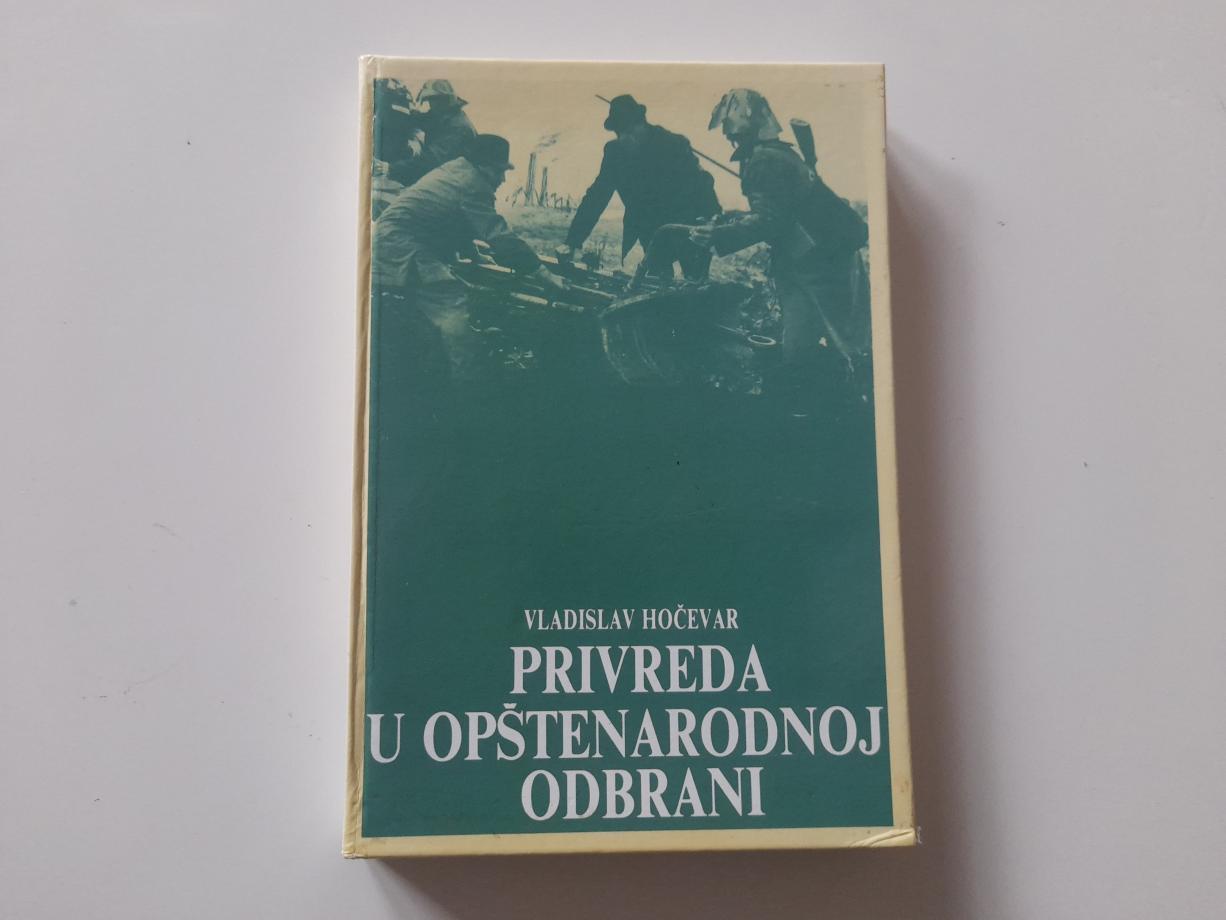 VLADISLAV HOČEVAR
PRIVREDA
U OPŠTENARODNOJ
ODBRANI